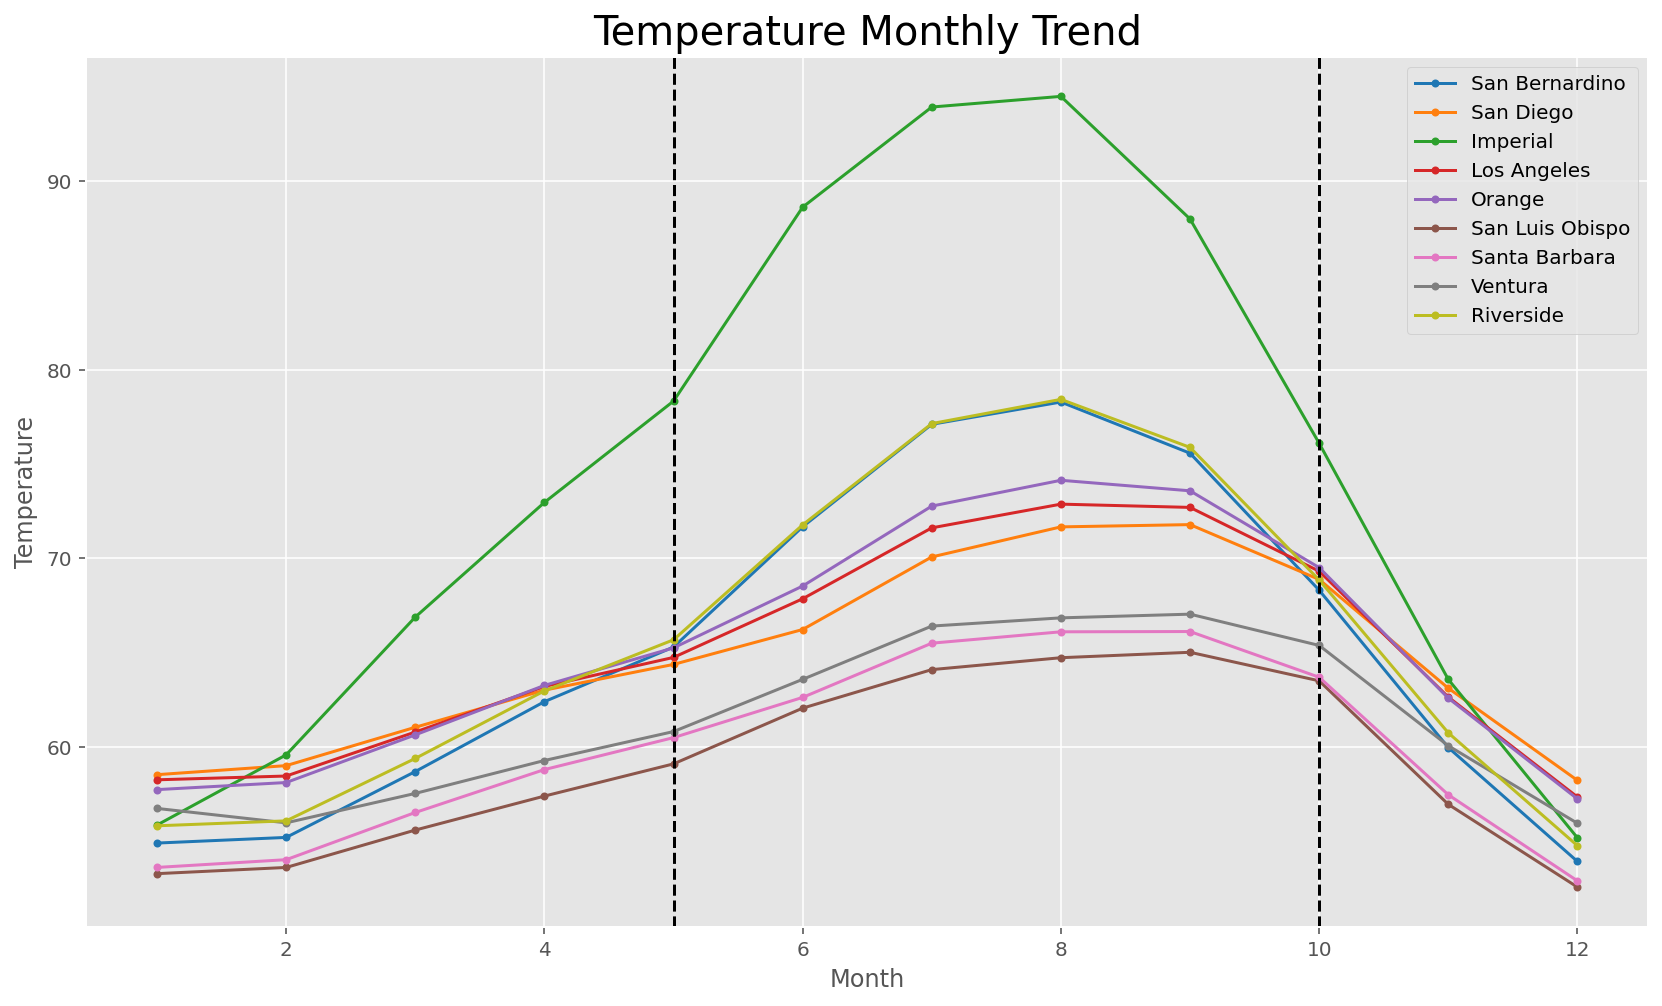 Temperature Monthly Trend
San Bernardino
San Diego
Imperial
Los Angeles
Orange
San Luis Obispo
Santa Barbara
Ventura
Riverside
90
80
70
60
Temperature
2 4 6 8 10 12
Month